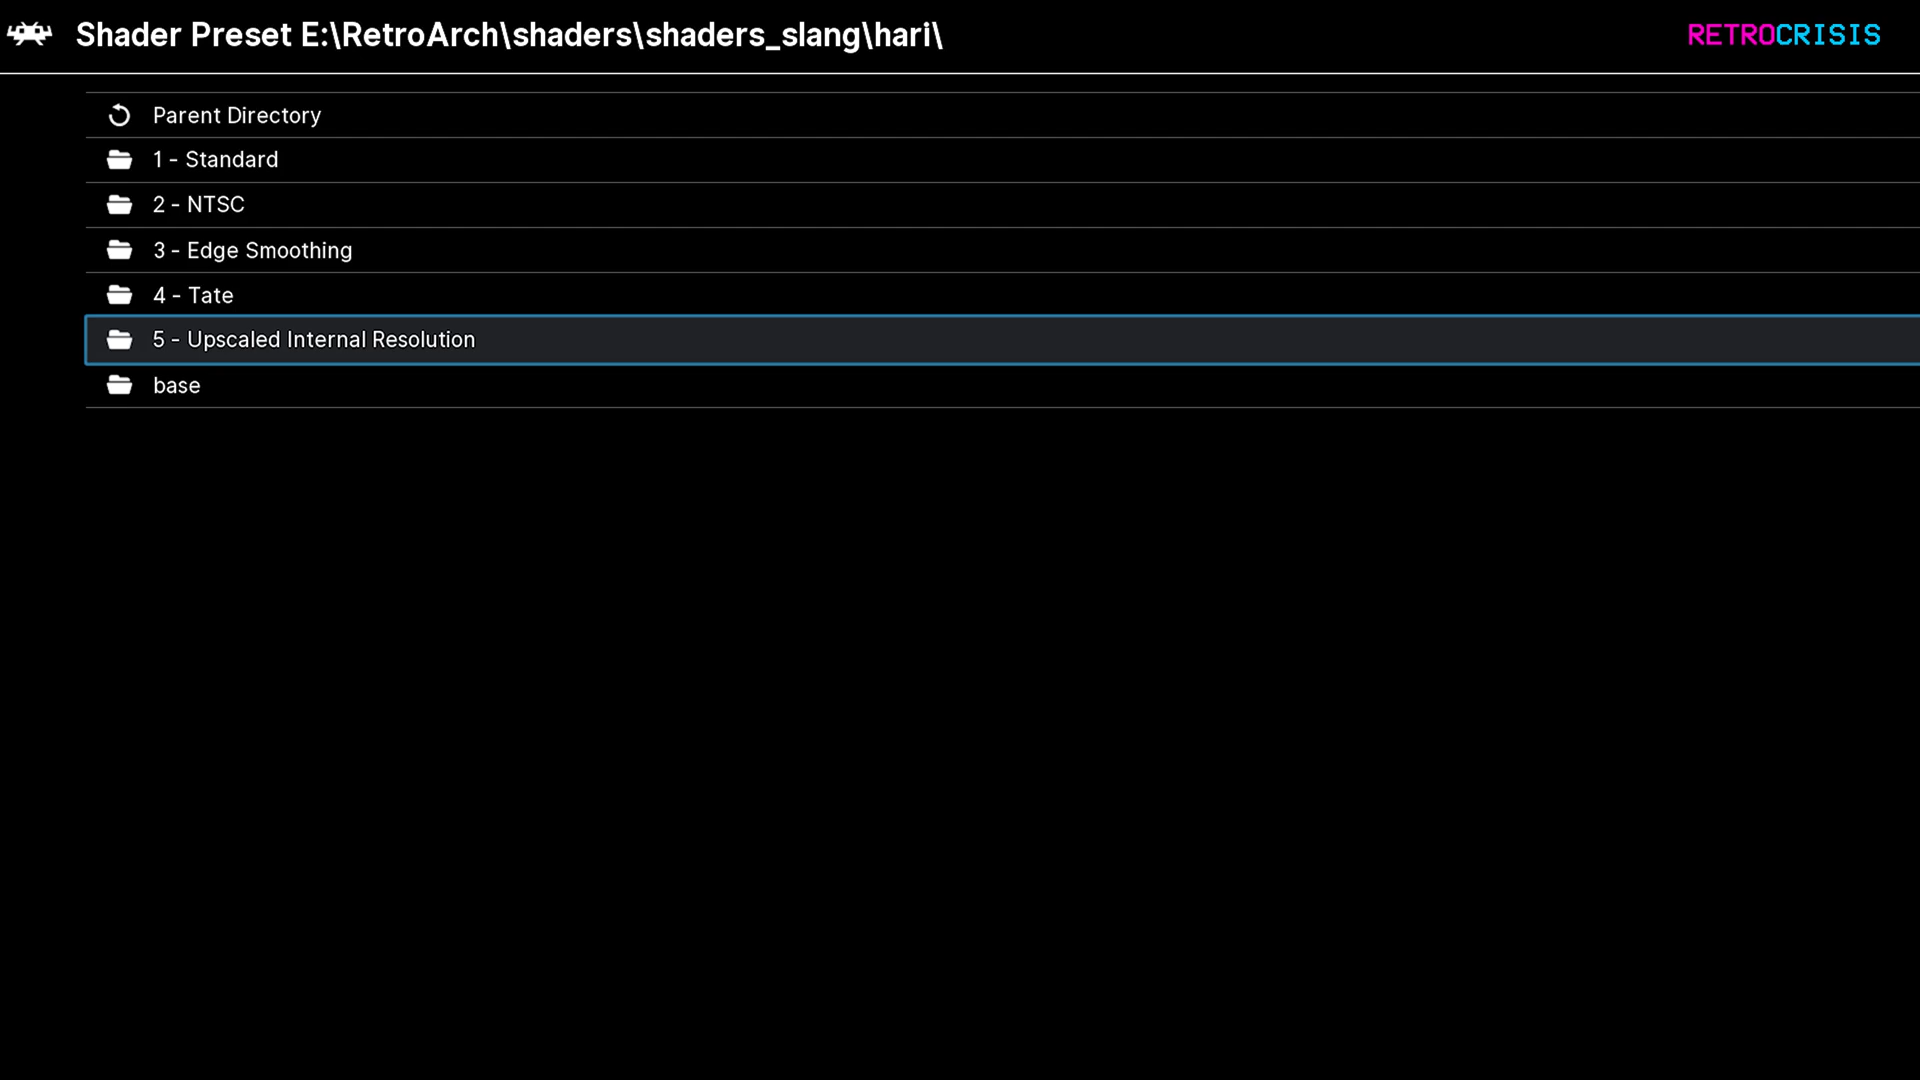 Shader Preset E:\RetroArch\shaders\shaders_slang\hari\
RETROCRISIS
Parent Directory
1 - Standard
2 - NTSC
3 - Edge Smoothing
4 - Tate
5 - Upscaled Internal Resolution
base